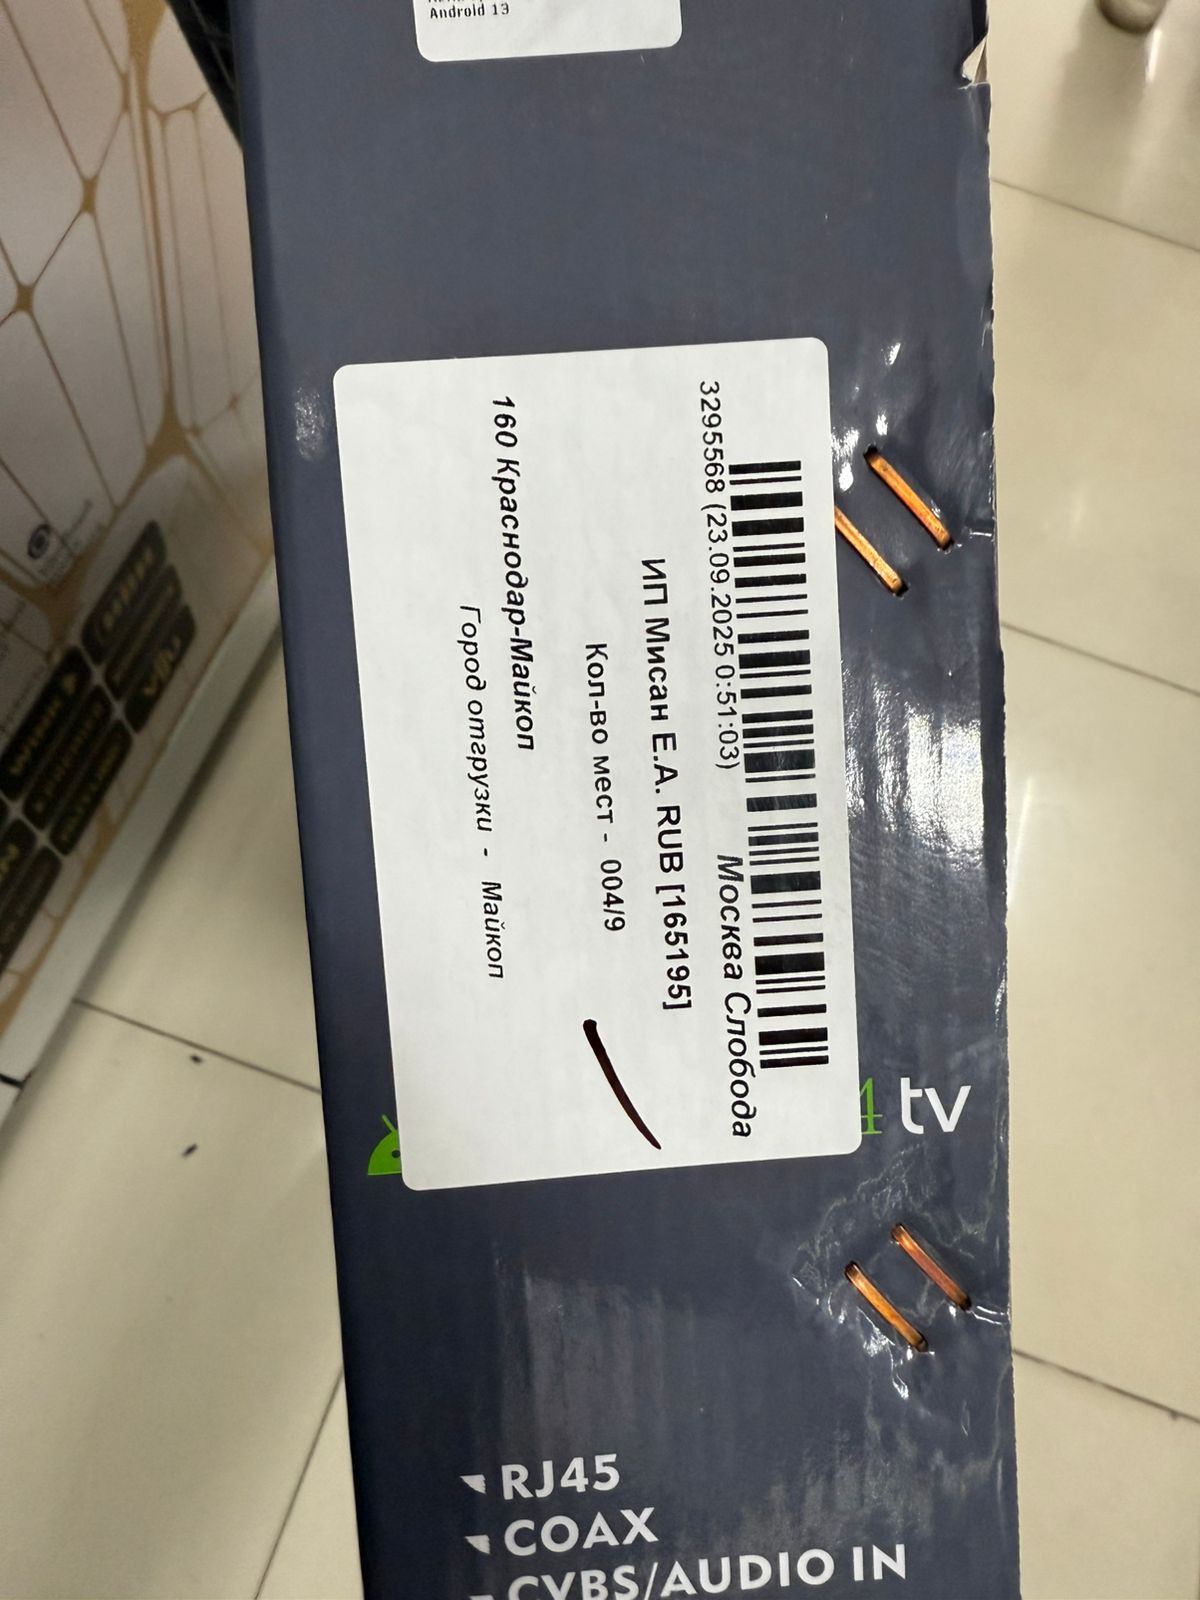 Android 13
3295568 (23.09.2025 0:51:03) Москва Слобода
ИП Мисан Е.А. RUB [165195]
Кол-во мест - 004/9
160 Краснодар-Майкоп
Город отгрузки - Майкоп
4 tv
RJ45
COAX
CVBS/AUDIO IN